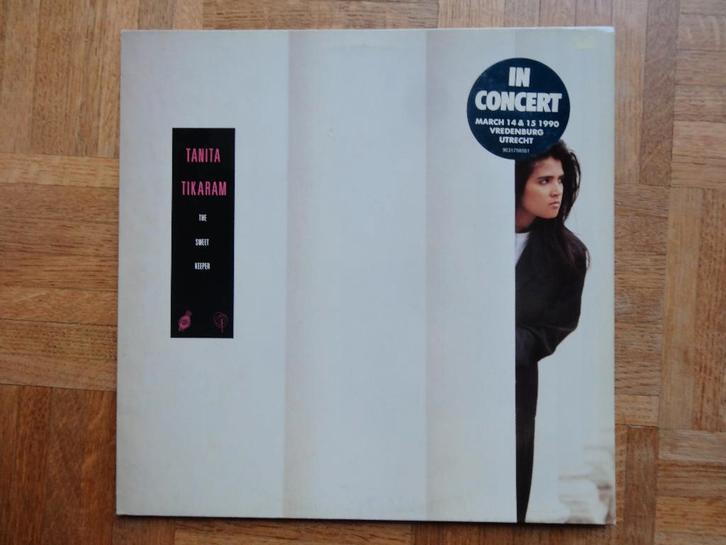 TANITA
TIKARAM
THE
SWEET
KEEPER
IN
CONCERT
MARCH 14 & 15 1990
VREDENBURG
UTRECHT